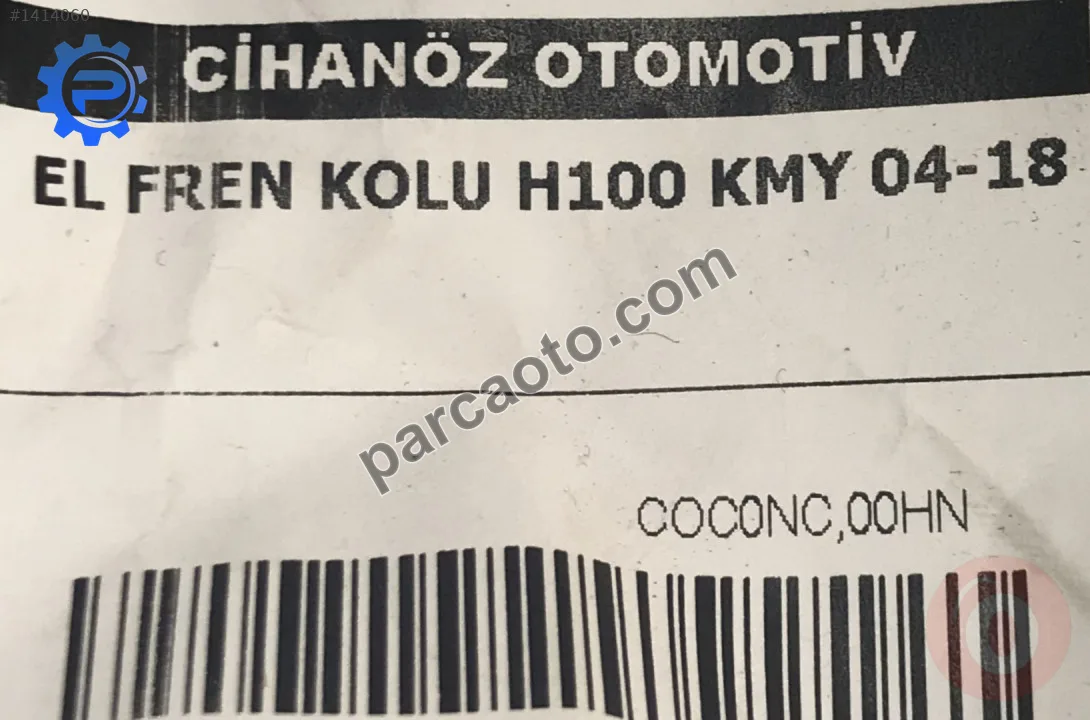 #1414060
CİHANÖZ OTOMOTİV
EL FREN KOLU H100 KMY 04-18
parcaoto.com
COC0NC,00HN